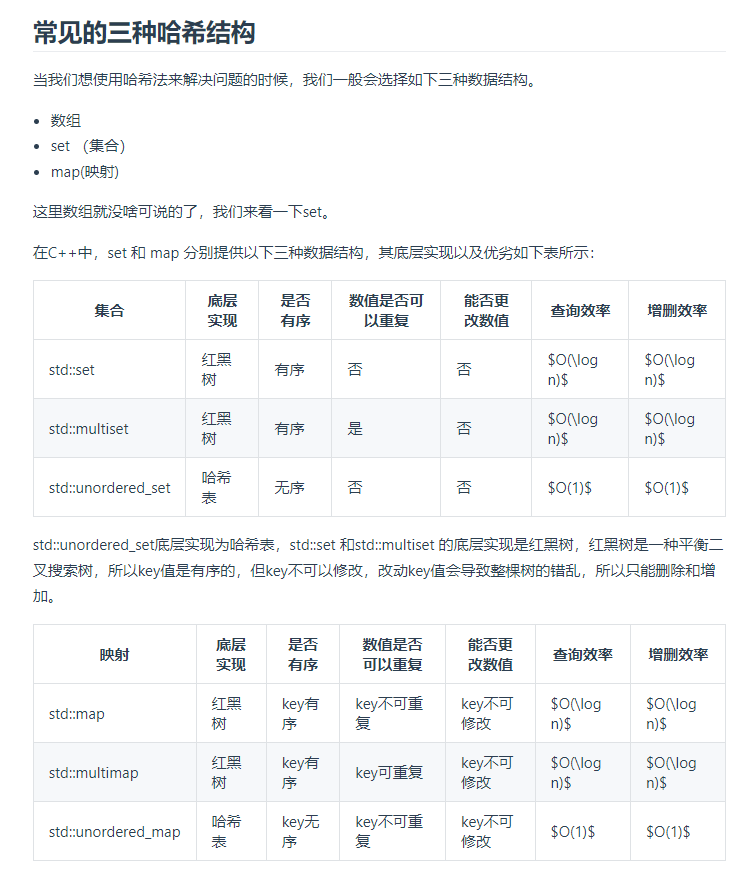 常见的三种哈希结构
当我们想使用哈希法来解决问题的时候，我们一般会选择如下三种数据结构。
• 数组
• set （集合）
• map(映射)
这里数组就没啥可说的了，我们来看一下set。
在C++中，set 和 map 分别提供以下三种数据结构，其底层实现以及优劣如下表所示：
集合 底层实现 是否有序 数值是否可以重复 能否更改数值 查询效率 增删效率
std::set 红黑树 有序 否 否 $O(\log n)$ $O(\log n)$
std::multiset 红黑树 有序 是 否 $O(\log n)$ $O(\log n)$
std::unordered_set 哈希表 无序 否 否 $O(1)$ $O(1)$
std::unordered_set底层实现为哈希表，std::set 和std::multiset 的底层实现是红黑树，红黑树是一种平衡二
叉搜索树，所以key值是有序的，但key不可以修改，改动key值会导致整棵树的错乱，所以只能删除和增
加。
映射 底层实现 是否有序 数值是否可以重复 能否更改数值 查询效率 增删效率
std::map 红黑树 key有序 key不可重复 key不可修改 $O(\log n)$ $O(\log n)$
std::multimap 红黑树 key有序 key可重复 key不可修改 $O(\log n)$ $O(\log n)$
std::unordered_map 哈希表 key无序 key不可重复 key不可修改 $O(1)$ $O(1)$